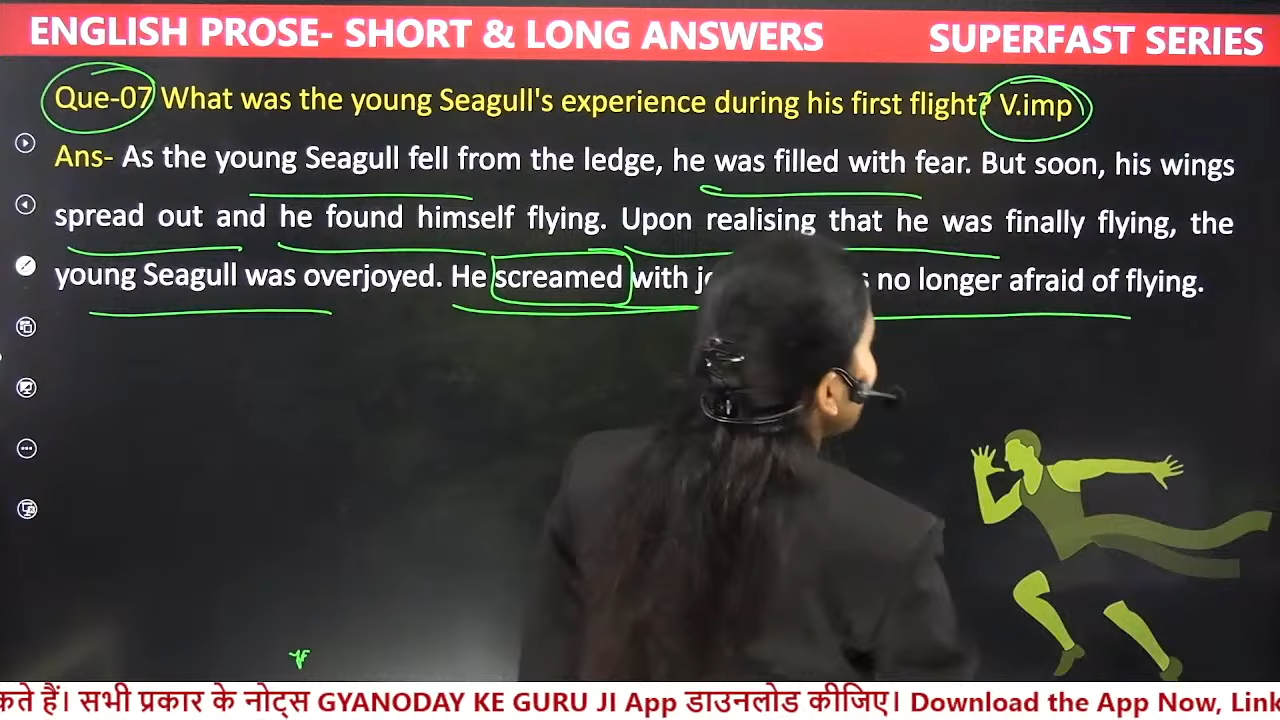 ENGLISH PROSE- SHORT & LONG ANSWERS SUPERFAST SERIES
Que-07 What was the young Seagull's experience during his first flight? V.imp
Ans- As the young Seagull fell from the ledge, he was filled with fear. But soon, his wings
spread out and he found himself flying. Upon realising that he was finally flying, the
young Seagull was overjoyed. He screamed with no longer afraid of flying.
कते हैं। सभी प्रकार के नोट्स GYANODAY KE GURU JI App डाउनलोड कीजिए। Download the App Now, Link